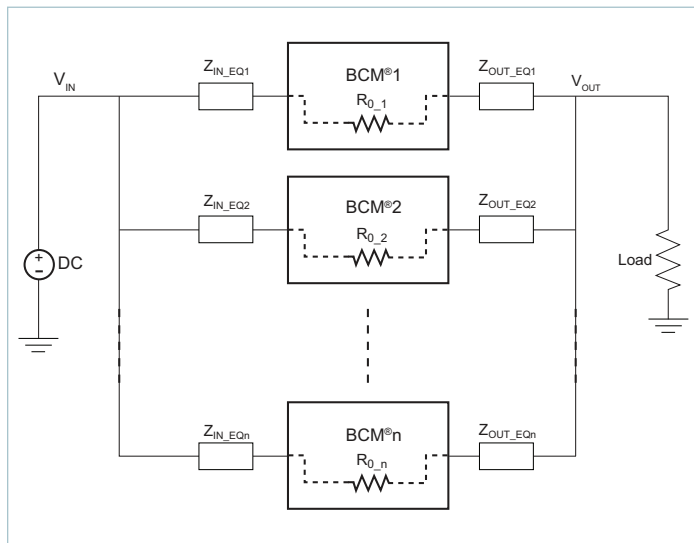 V_IN
Z_IN_EQ1
BCM®1
R_0_1
Z_OUT_EQ1
V_OUT
Z_IN_EQ2
BCM®2
R_0_2
Z_OUT_EQ2
+
-
DC
Load
Z_IN_EQn
BCM®n
R_0_n
Z_OUT_EQn